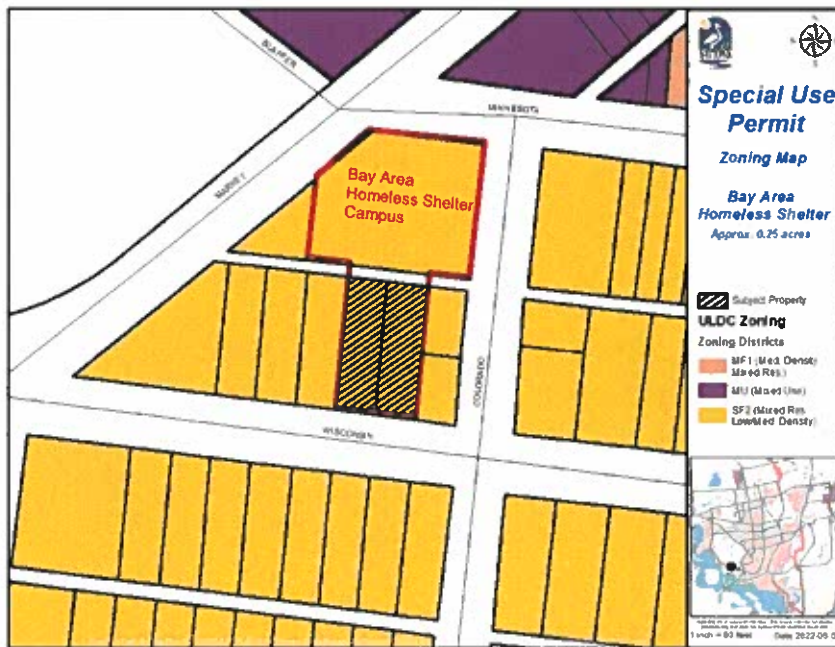 BLAFFER
MINNESOTA
MARKET
Bay Area
Homeless Shelter
Campus
COLORADO
WISCONSIN
Special Use
Permit
Zoning Map
Bay Area
Homeless Shelter
Approx. 0.25 acres
Subject Property
ULDC Zoning
Zoning Districts
MF1 (Med. Density
Mixed Res.)
MU (Mixed Use)
SF2 (Mixed Res
Low/Med Density)
1 inch = 80 feet